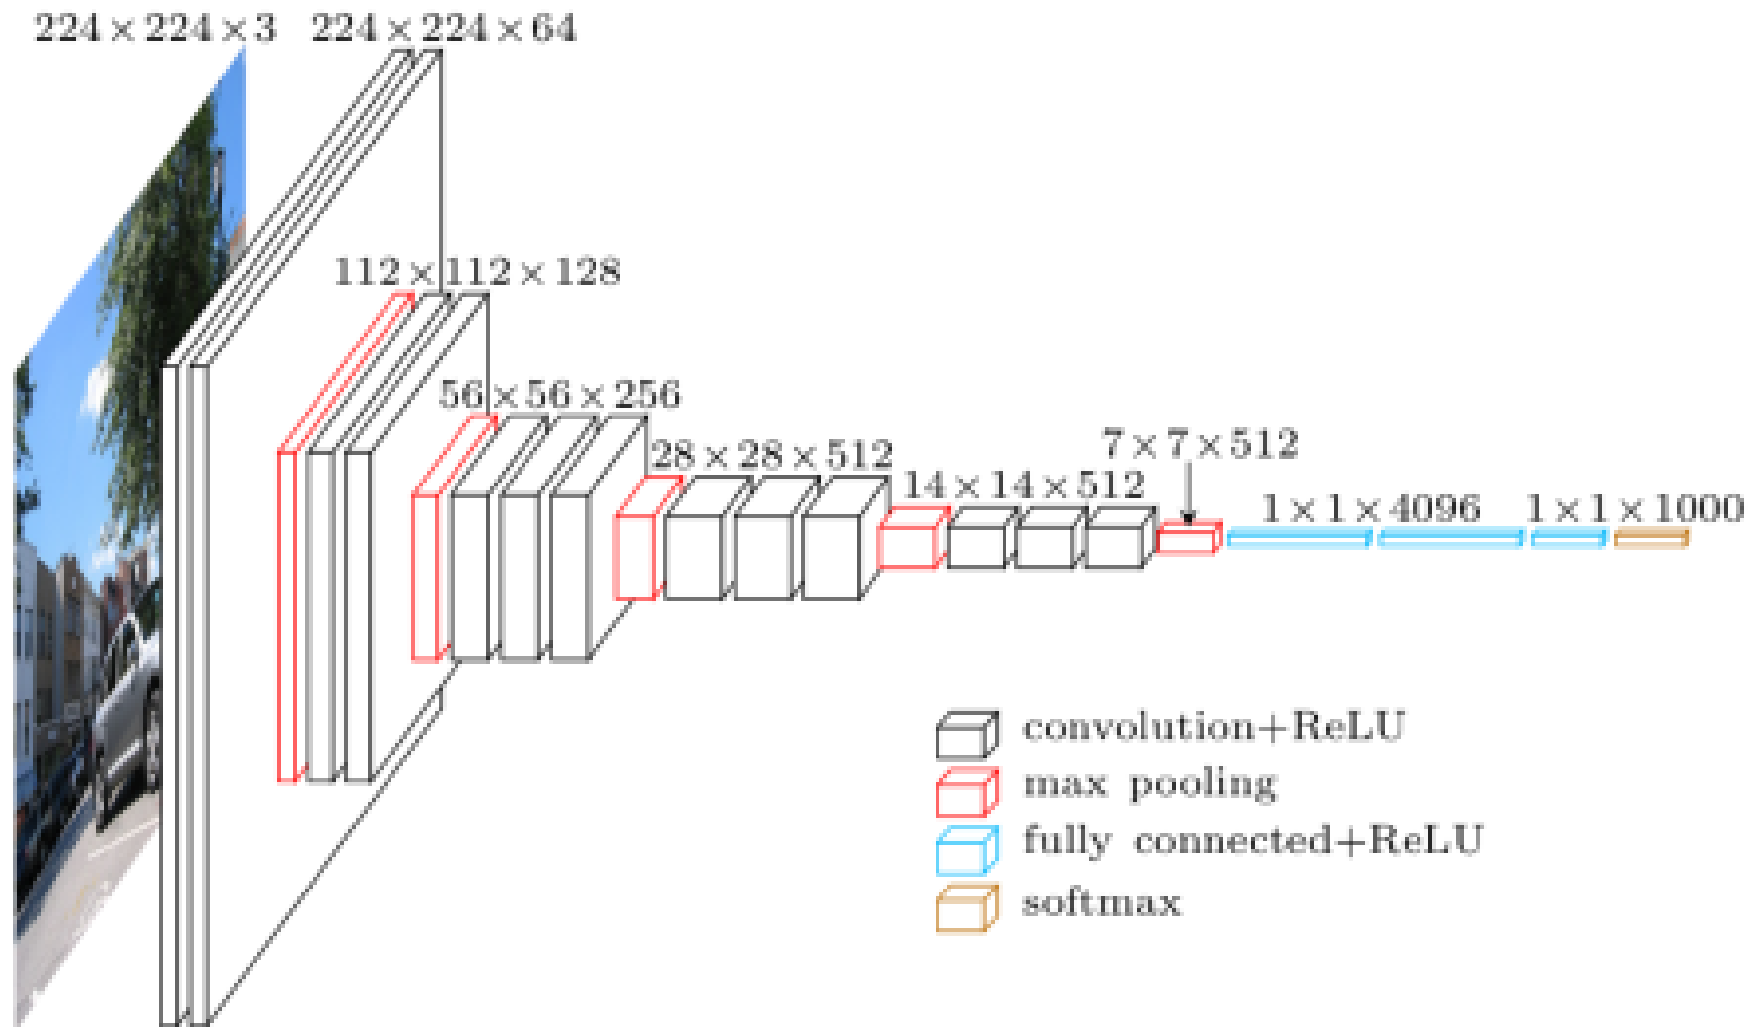 224 × 224 × 3
224 × 224 × 64
112 × 112 × 128
56 × 56 × 256
28 × 28 × 512
14 × 14 × 512
7 × 7 × 512
1 × 1 × 4096
1 × 1 × 1000
convolution+ReLU
max pooling
fully connected+ReLU
softmax